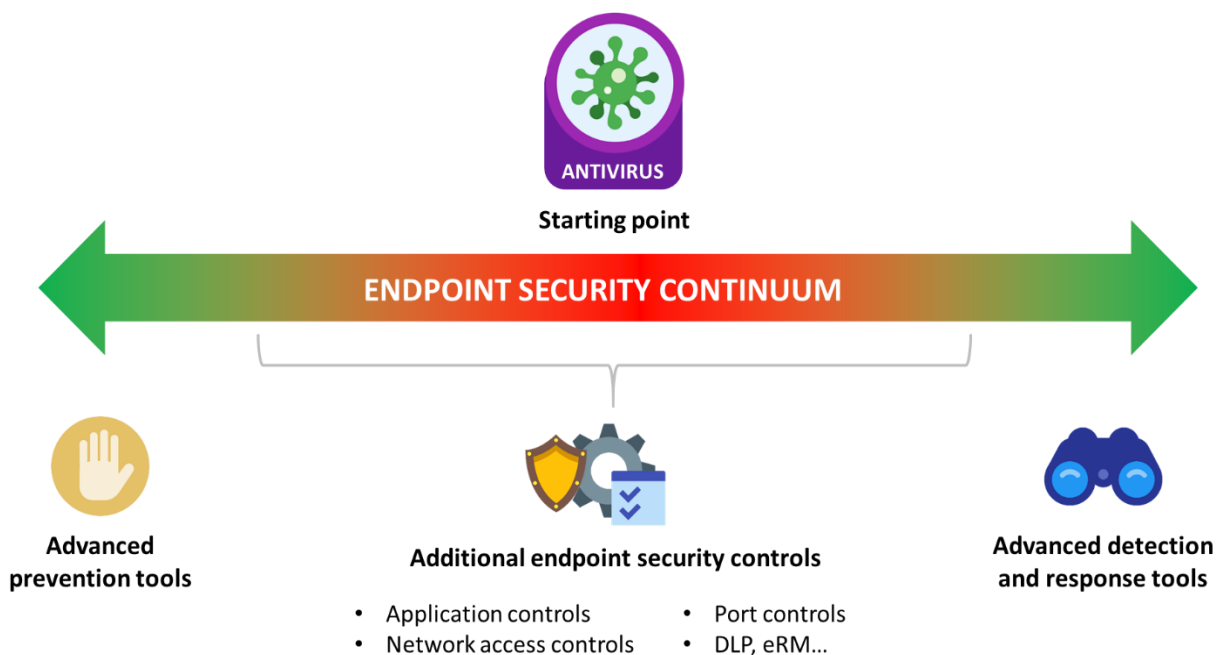 ANTIVIRUS
Starting point
ENDPOINT SECURITY CONTINUUM
Advanced
prevention tools
Additional endpoint security controls
• Application controls
• Network access controls
• Port controls
• DLP, eRM…
Advanced detection
and response tools